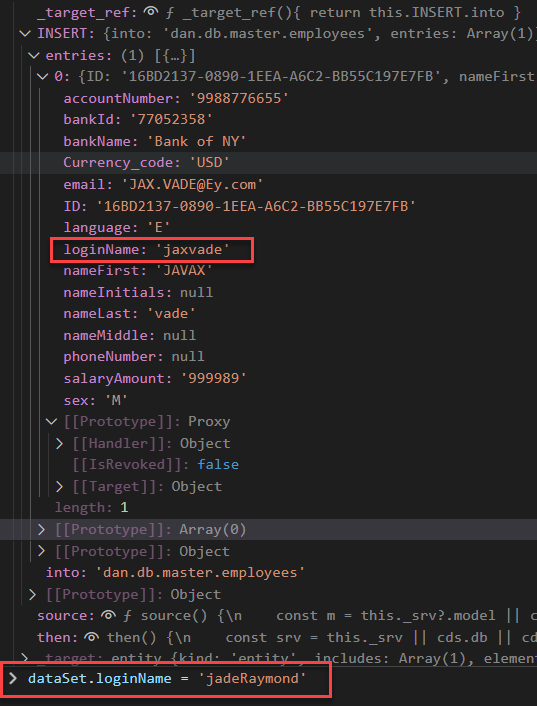 _target_ref: ƒ _target_ref(){ return this.INSERT.into }
INSERT: {into: 'dan.db.master.employees', entries: Array(1)}
entries: (1) [{…}]
0: {ID: '16BD2137-0890-1EEA-A6C2-BB55C197E7FB', nameFirst
accountNumber: '9988776655'
bankId: '77052358'
bankName: 'Bank of NY'
Currency_code: 'USD'
email: 'JAX.VADE@Ey.com'
ID: '16BD2137-0890-1EEA-A6C2-BB55C197E7FB'
language: 'E'
loginName: 'jaxvade'
nameFirst: 'JAVAX'
nameInitials: null
nameLast: 'vade'
nameMiddle: null
phoneNumber: null
salaryAmount: '999989'
sex: 'M'
[[Prototype]]: Proxy
[[Handler]]: Object
[[IsRevoked]]: false
[[Target]]: Object
length: 1
[[Prototype]]: Array(0)
[[Prototype]]: Object
into: 'dan.db.master.employees'
[[Prototype]]: Object
source: ƒ source() {\n    const m = this._srv?.model || c
then: then() {\n    const srv = this._srv || cds.db || cd
_target: entity {kind: 'entity', includes: Array(1), elemen
dataSet.loginName = 'jadeRaymond'